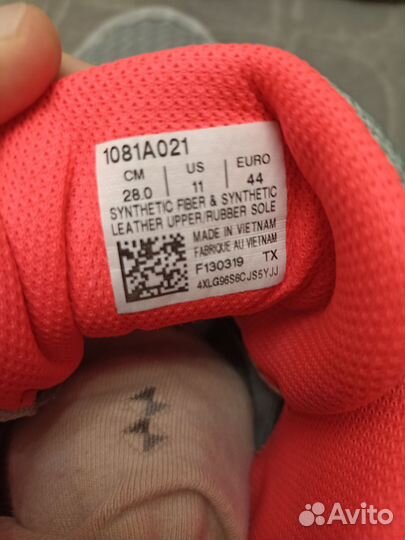 1081A021
CM US EURO
28.0 11 44
SYNTHETIC FIBER & SYNTHETIC
LEATHER UPPER/RUBBER SOLE
MADE IN VIETNAM
FABRIQUE AU VIETNAM
F130319 TX
4XLG96S6CJS5YJJ
Avito